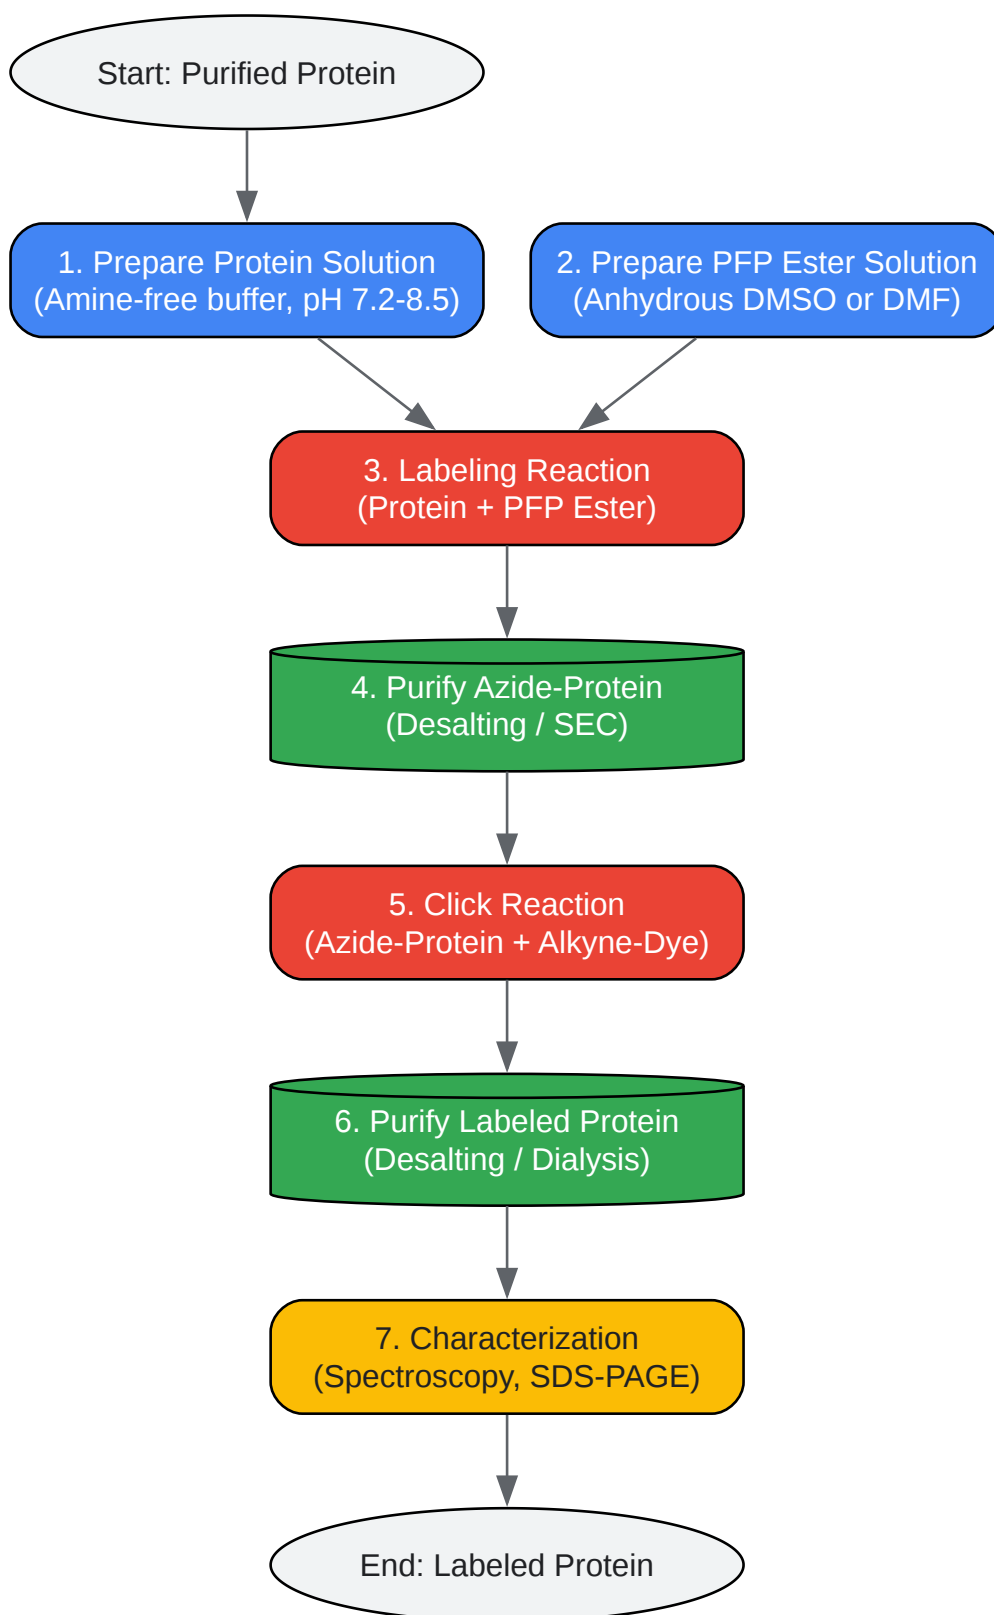 Start: Purified Protein
1. Prepare Protein Solution
(Amine-free buffer, pH 7.2-8.5)
2. Prepare PFP Ester Solution
(Anhydrous DMSO or DMF)
3. Labeling Reaction
(Protein + PFP Ester)
4. Purify Azide-Protein
(Desalting / SEC)
5. Click Reaction
(Azide-Protein + Alkyne-Dye)
6. Purify Labeled Protein
(Desalting / Dialysis)
7. Characterization
(Spectroscopy, SDS-PAGE)
End: Labeled Protein